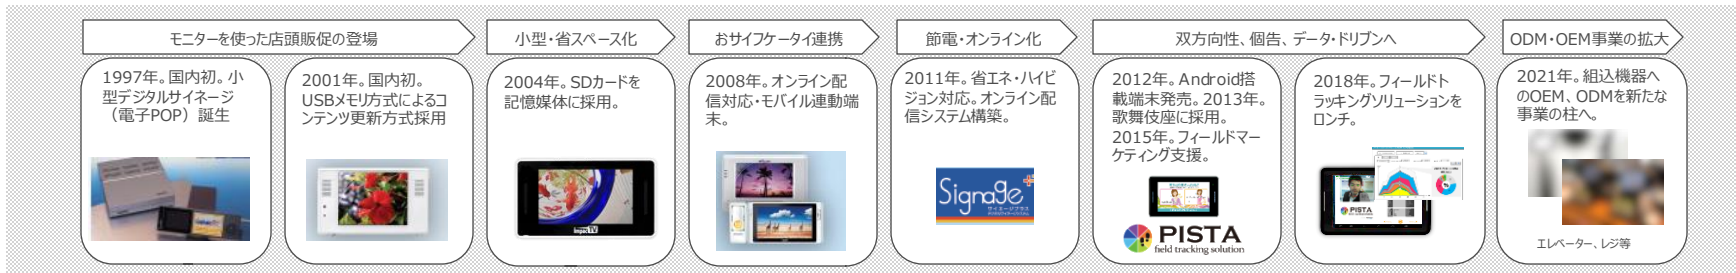 モニターを使った店頭販促の登場
小型・省スペース化
おサイフケータイ連携
節電・オンライン化
双方向性、個告、データ・ドリブンへ
ODM・OEM事業の拡大
1997年。国内初。小
型デジタルサイネージ
（電子POP）誕生
2001年。国内初。
USBメモリ方式によるコ
ンテンツ更新方式採用
2004年。SDカードを
記憶媒体に採用。
impacTV
2008年。オンライン配
信対応・モバイル連動端
末。
2011年。省エネ・ハイビ
ジョン対応。オンライン配
信システム構築。
Signage+
サイネージプラス
2012年。Android搭
載端末発売。2013年。
歌舞伎座に採用。
2015年。フィールドマー
ケティング支援。
PISTA
field tracking solution
2018年。フィールドト
ラッキングソリューションを
ロンチ。
PISTA
2021年。組込機器へ
のOEM、ODMを新たな
事業の柱へ。
エレベーター、レジ等